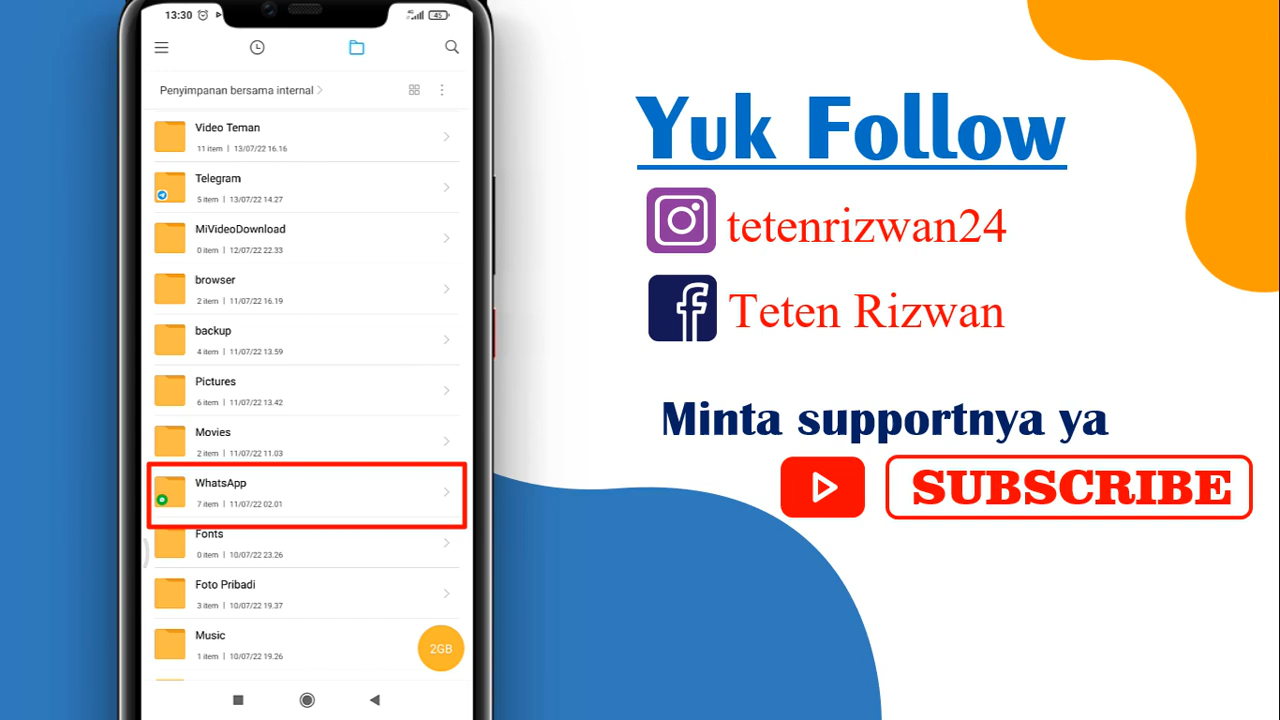 13:30
4G
45
Penyimpanan bersama internal
Video Teman
11 item | 13/07/22 16.16
Telegram
5 item | 13/07/22 14.27
MiVideoDownload
0 item | 12/07/22 22.33
browser
2 item | 11/07/22 16.19
backup
4 item | 11/07/22 13.59
Pictures
6 item | 11/07/22 13.42
Movies
2 item | 11/07/22 11.03
WhatsApp
7 item | 11/07/22 02.01
Fonts
0 item | 10/07/22 23.26
Foto Pribadi
3 item | 10/07/22 19.37
Music
1 item | 10/07/22 19.26
2GB
Yuk Follow
tetenrizwan24
Teten Rizwan
Minta supportnya ya
SUBSCRIBE